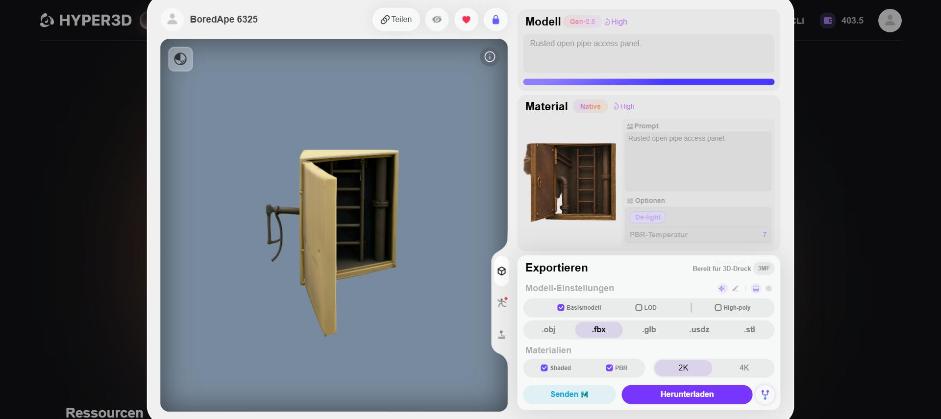 HYPER3D
BoredApe 6325
Teilen
403.5
Modell Gen-2.5 High
Rusted open pipe access panel.
Material Native High
Prompt
Rusted open pipe access panel.
Optionen
De-light
PBR-Temperatur 7
Exportieren Bereit für 3D-Druck 3MF
Modell-Einstellungen
Basismodell LOD High-poly
.obj .fbx .glb .usdz .stl
Materialien
Shaded PBR 2K 4K
Senden Herunterladen
Ressourcen